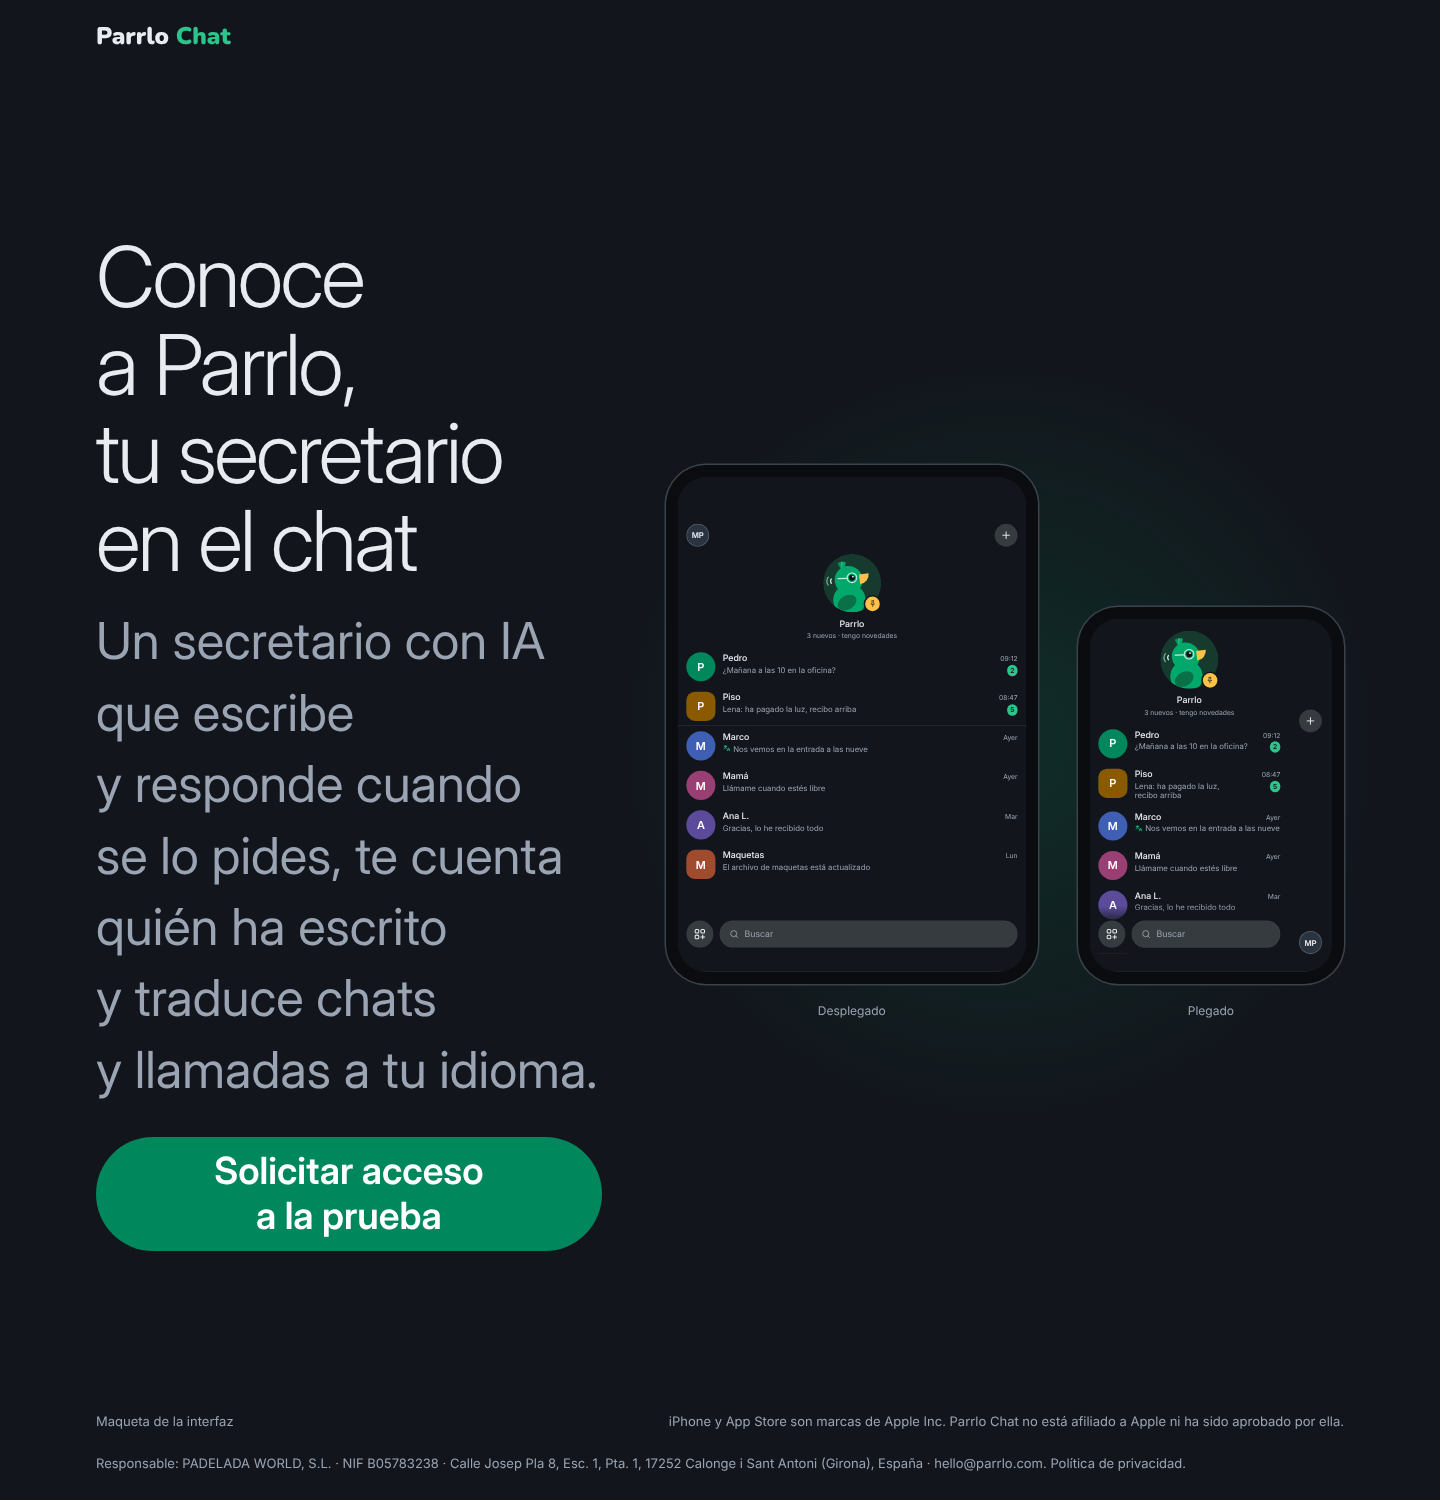 Parrlo Chat
Conoce
a Parrlo,
tu secretario
en el chat
Un secretario con IA
que escribe
y responde cuando
se lo pides, te cuenta
quién ha escrito
y traduce chats
y llamadas a tu idioma.
Solicitar acceso
a la prueba
MP
Parrlo
3 nuevos · tengo novedades
P
Pedro
09:12
¿Mañana a las 10 en la oficina?
2
P
Piso
08:47
Lena: ha pagado la luz, recibo arriba
5
M
Marco
Ayer
Nos vemos en la entrada a las nueve
M
Mamá
Ayer
Llámame cuando estés libre
A
Ana L.
Mar
Gracias, lo he recibido todo
M
Maquetas
Lun
El archivo de maquetas está actualizado
Buscar
Desplegado
Parrlo
3 nuevos · tengo novedades
P
Pedro
09:12
¿Mañana a las 10 en la oficina?
2
P
Piso
08:47
Lena: ha pagado la luz,
recibo arriba
5
M
Marco
Ayer
Nos vemos en la entrada a las nueve
M
Mamá
Ayer
Llámame cuando estés libre
A
Ana L.
Mar
Gracias, lo he recibido todo
Buscar
MP
Plegado
Maqueta de la interfaz
iPhone y App Store son marcas de Apple Inc. Parrlo Chat no está afiliado a Apple ni ha sido aprobado por ella.
Responsable: PADELADA WORLD, S.L. · NIF B05783238 · Calle Josep Pla 8, Esc. 1, Pta. 1, 17252 Calonge i Sant Antoni (Girona), España · hello@parrlo.com. Política de privacidad.